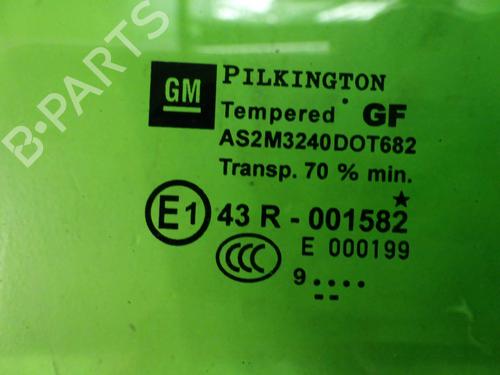 B-PARTS
GM PILKINGTON
Tempered GF
AS2M3240DOT682
Transp. 70 % min.
E1 43 R - 001582
CCC E 000199
9....
--